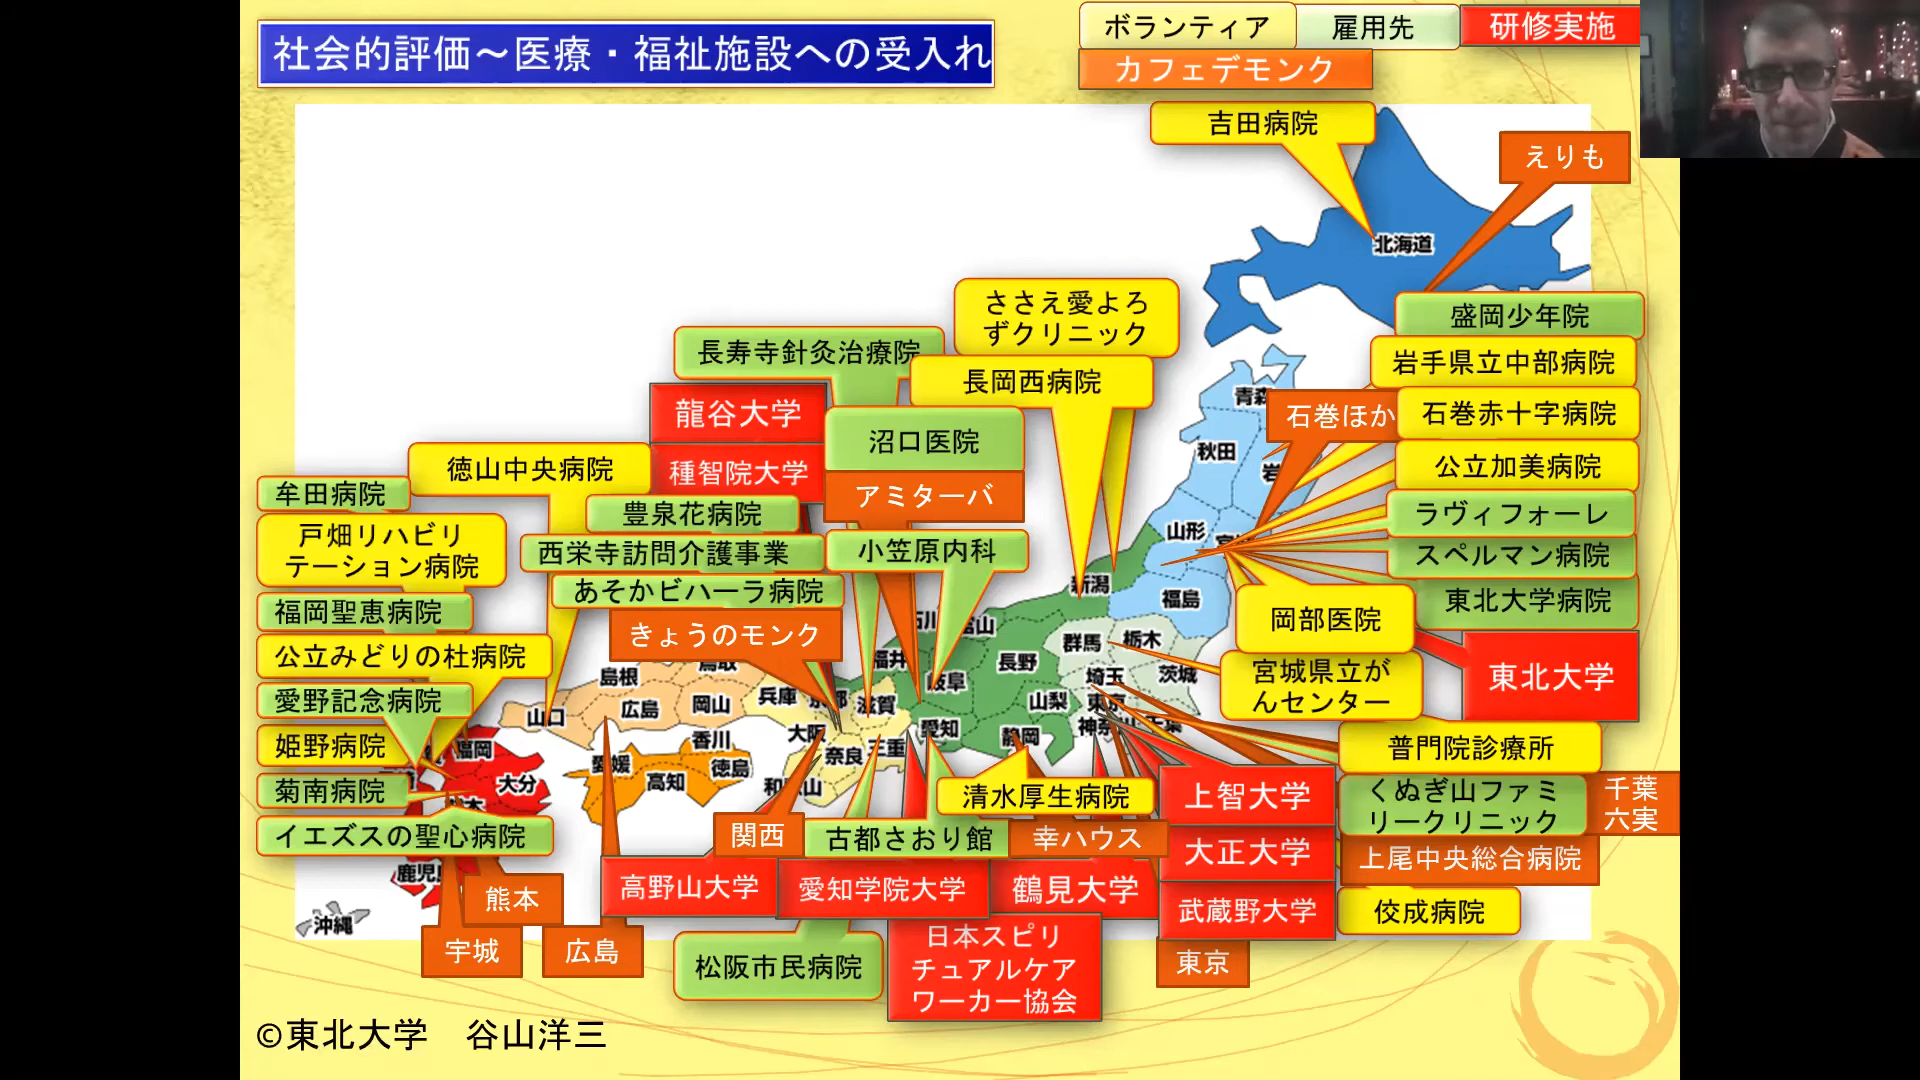 社会的評価～医療・福祉施設への受入れ
ボランティア
雇用先
研修実施
カフェデモンク
吉田病院
えりも
北海道
ささえ愛よろ
ずクリニック
盛岡少年院
長寿寺針灸治療院
長岡西病院
岩手県立中部病院
青森
石巻ほか
石巻赤十字病院
龍谷大学
沼口医院
秋田
公立加美病院
徳山中央病院
種智院大学
アミターバ
牟田病院
豊泉花病院
ラヴィフォーレ
戸畑リハビリ
テーション病院
西栄寺訪問介護事業
小笠原内科
山形
スペルマン病院
あそかビハーラ病院
新潟
福島
東北大学病院
福岡聖恵病院
きょうのモンク
岡部医院
公立みどりの杜病院
群馬
栃木
東北大学
島根
福井
岐阜
長野
埼玉
茨城
宮城県立が
んセンター
愛野記念病院
山口
広島
岡山
兵庫
滋賀
山梨
東京
姫野病院
福岡
香川
大阪
奈良
三重
愛知
静岡
普門院診療所
菊南病院
大分
愛媛
高知
徳島
清水厚生病院
上智大学
くぬぎ山ファミ
リークリニック
千葉
六実
イエズスの聖心病院
関西
古都さおり館
幸ハウス
大正大学
上尾中央総合病院
高野山大学
愛知学院大学
鶴見大学
武蔵野大学
佼成病院
熊本
沖縄
宇城
広島
松阪市民病院
日本スピリ
チュアルケア
ワーカー協会
東京
©東北大学　谷山洋三